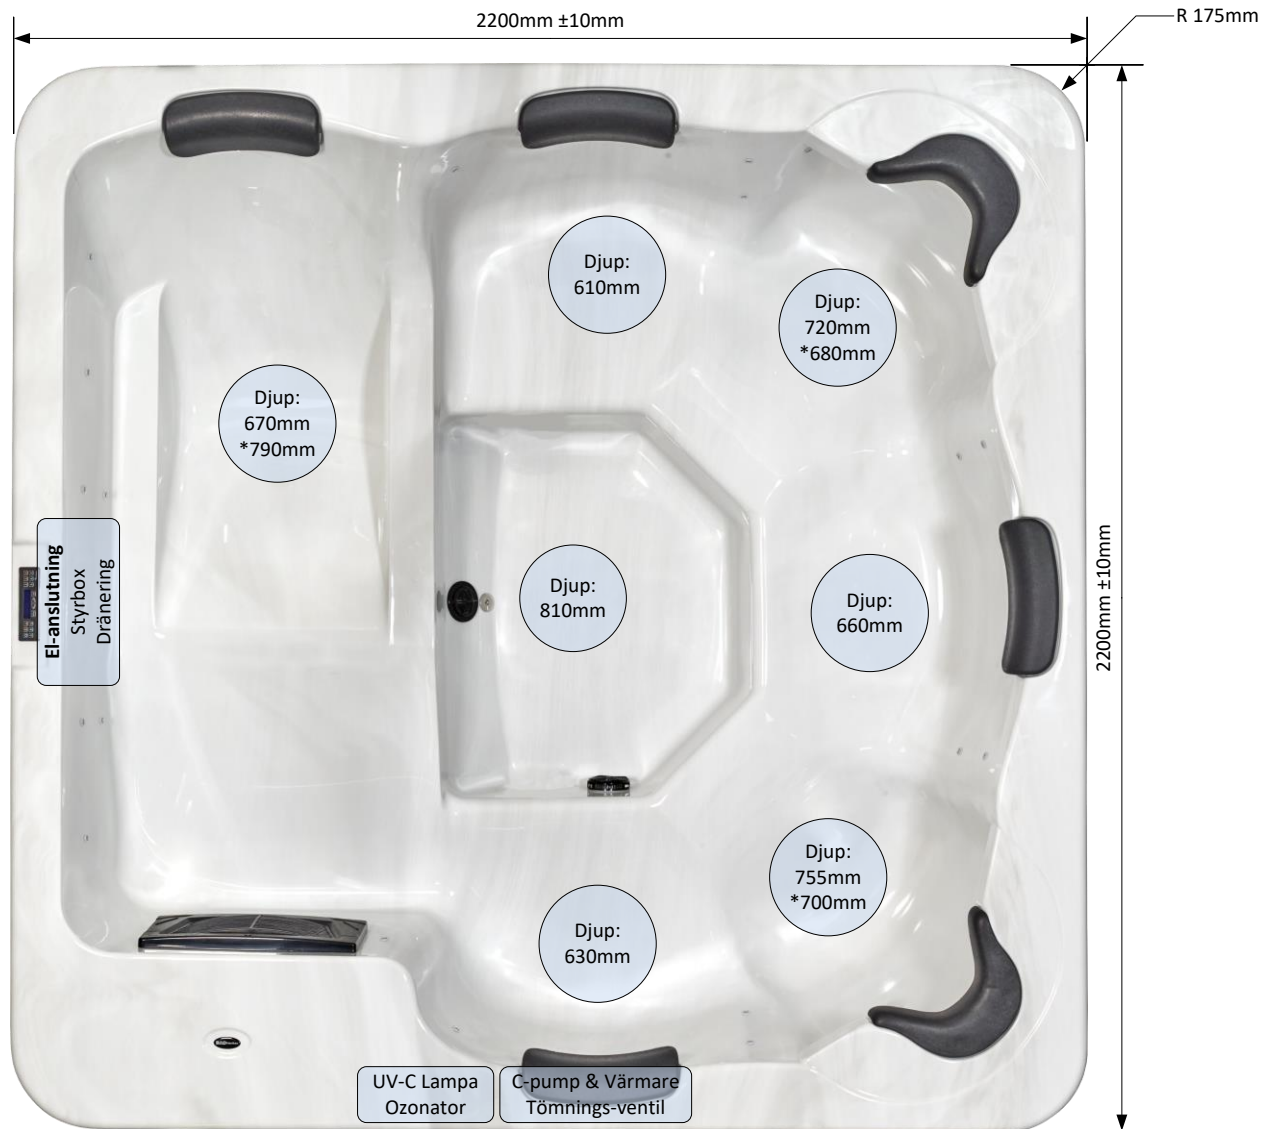 2200mm ±10mm
R 175mm
Djup:
610mm
Djup:
720mm
*680mm
Djup:
670mm
*790mm
2200mm ±10mm
El-anslutning
Styrbox
Dränering
Djup:
810mm
Djup:
660mm
Djup:
755mm
*700mm
Djup:
630mm
UV-C Lampa
Ozonator
C-pump & Värmare
Tömnings-ventil